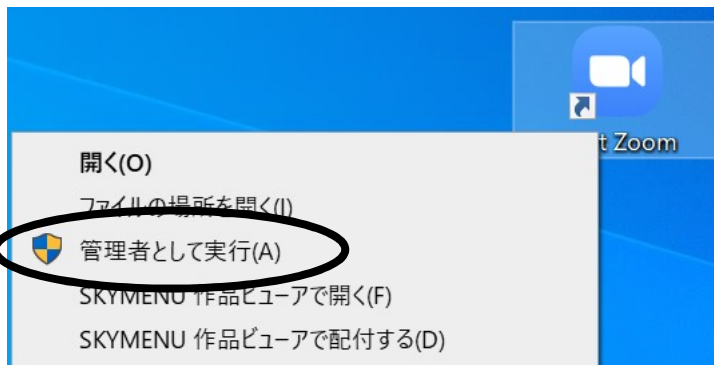 t Zoom
開く(O)
ファイルの場所を開く(I)
管理者として実行(A)
SKYMENU 作品ビューアで開く(F)
SKYMENU 作品ビューアで配付する(D)